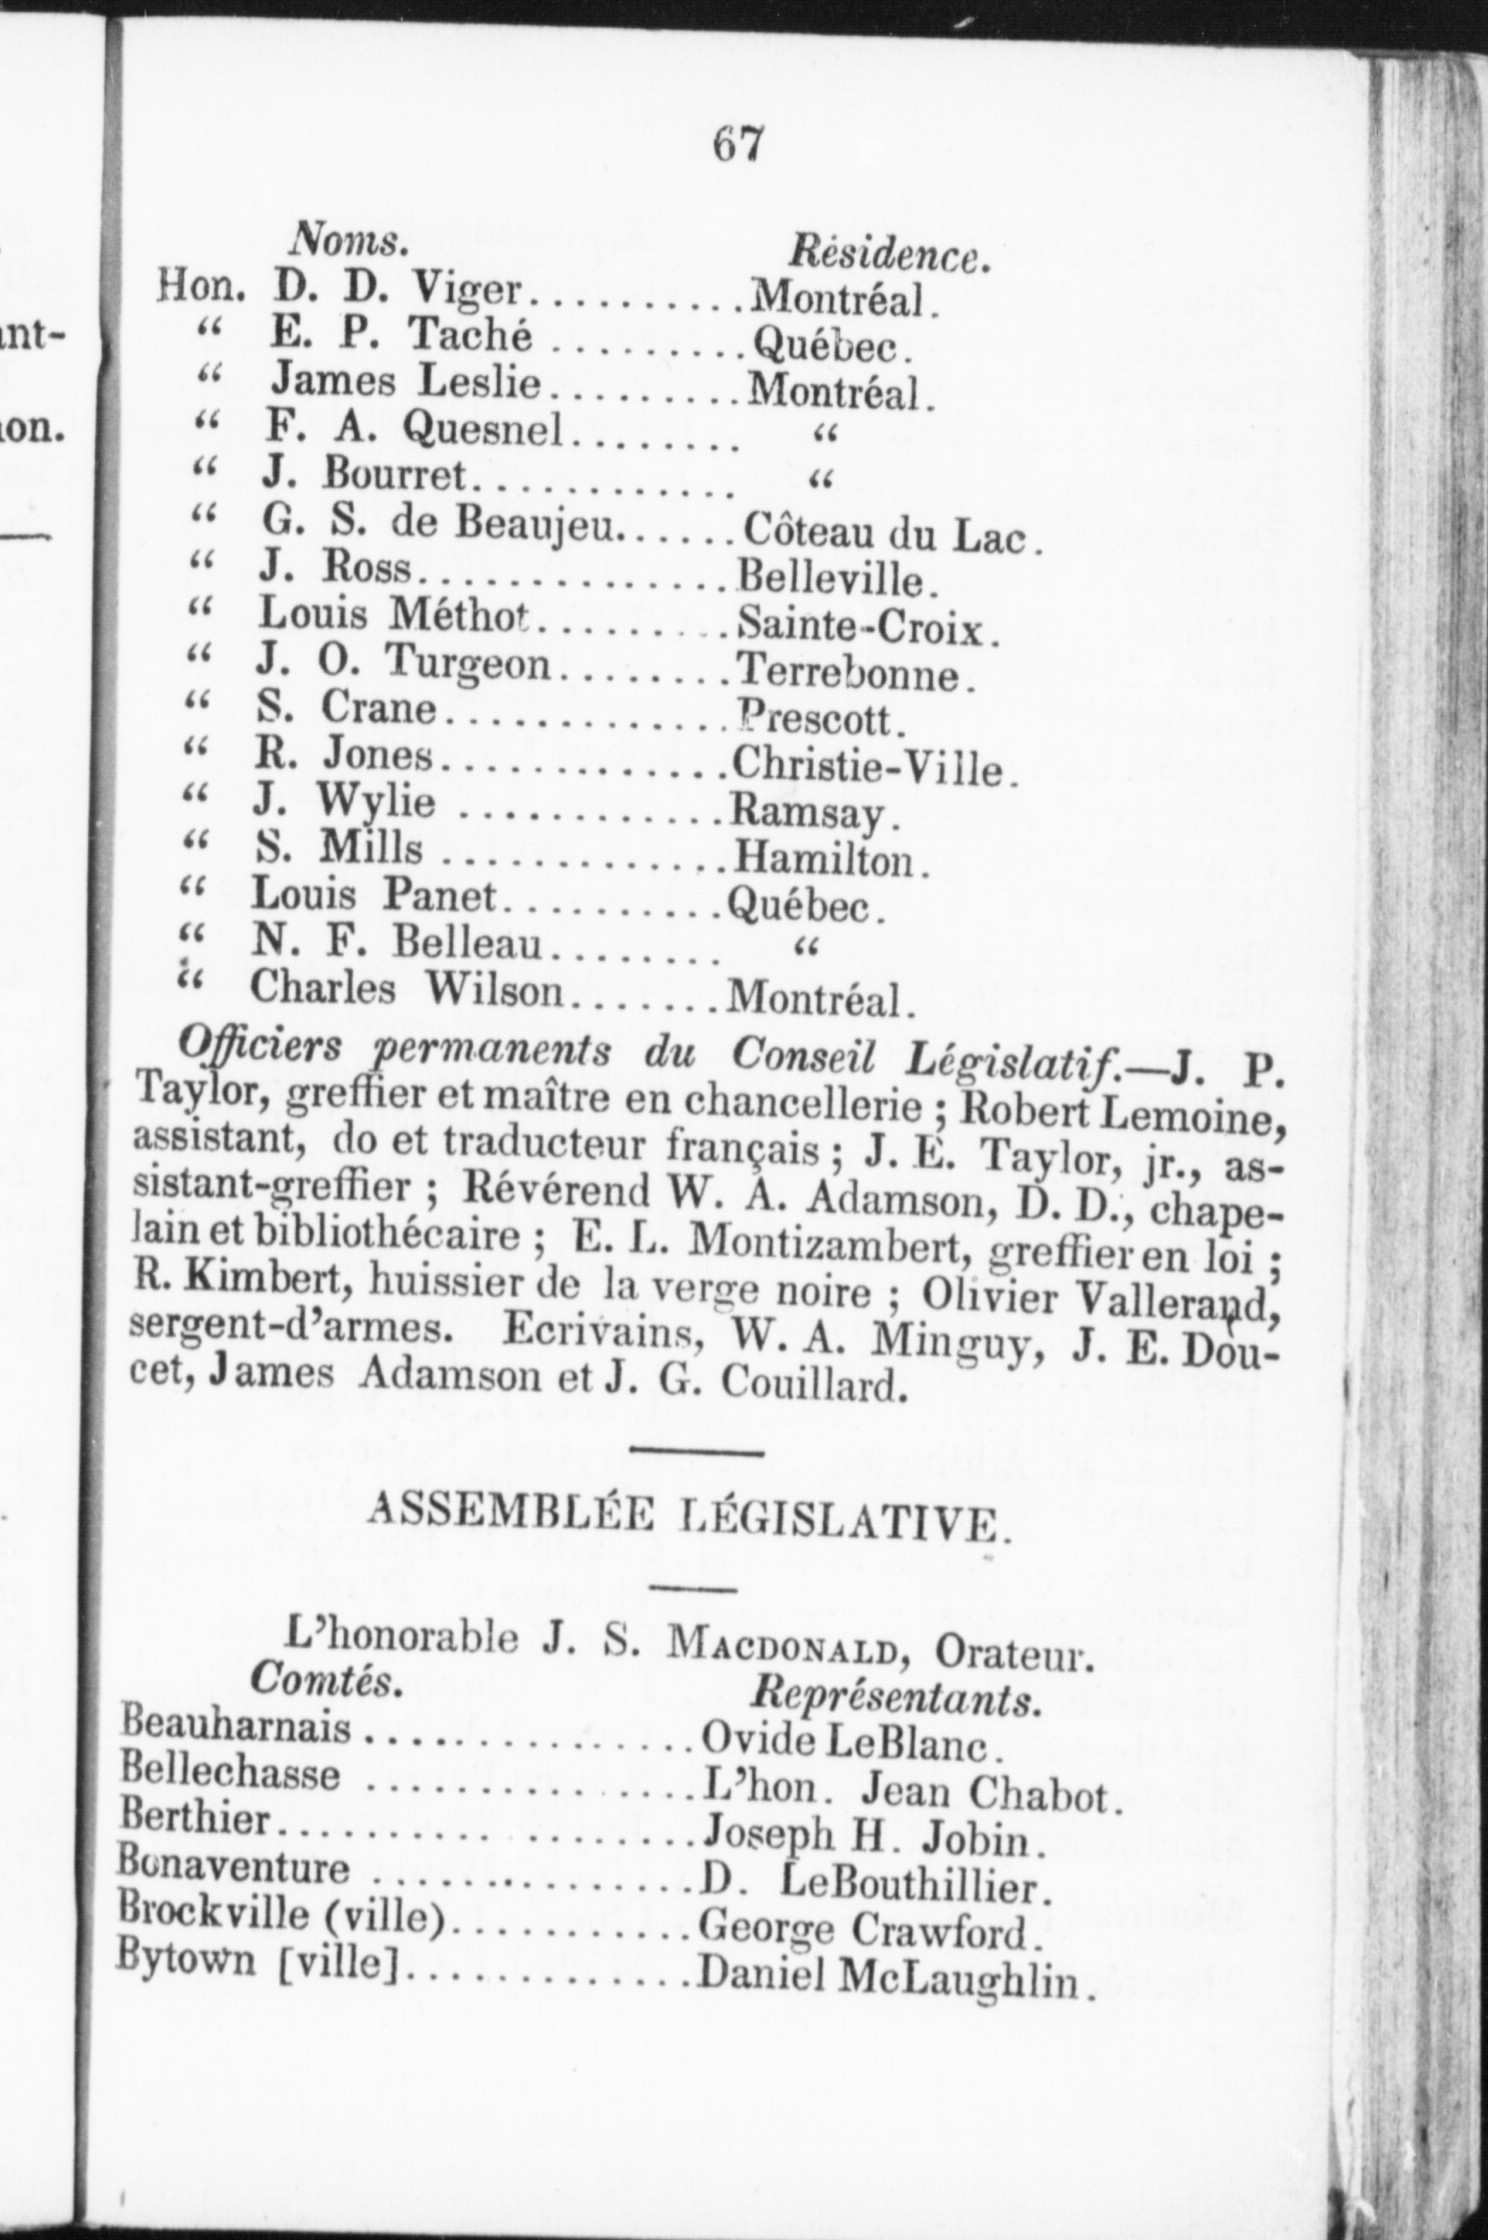 67
Noms. Résidence.
Hon. D. D. Viger..........Montréal.
“ E. P. Taché .........Québec.
“ James Leslie.........Montréal.
“ F. A. Quesnel........ “
“ J. Bourret............ “
“ G. S. de Beaujeu......Côteau du Lac.
“ J. Ross..............Belleville.
“ Louis Méthot.........Sainte-Croix.
“ J. O. Turgeon........Terrebonne.
“ S. Crane.............Prescott.
“ R. Jones.............Christie-Ville.
“ J. Wylie ............Ramsay.
“ S. Mills .............Hamilton.
“ Louis Panet..........Québec.
“ N. F. Belleau........ “
“ Charles Wilson.......Montréal.
Officiers permanents du Conseil Législatif.—J. P.
Taylor, greffier et maître en chancellerie ; Robert Lemoine,
assistant, do et traducteur français ; J. E. Taylor, jr., as-
sistant-greffier ; Révérend W. A. Adamson, D. D., chape-
lain et bibliothécaire ; E. L. Montizambert, greffier en loi ;
R. Kimbert, huissier de la verge noire ; Olivier Vallerand,
sergent-d’armes. Ecrivains, W. A. Minguy, J. E. Dou-
cet, James Adamson et J. G. Couillard.
ASSEMBLÉE LÉGISLATIVE.
L’honorable J. S. MACDONALD, Orateur.
Comtés. Représentants.
Beauharnais ...............Ovide LeBlanc.
Bellechasse ...............L’hon. Jean Chabot.
Berthier.......... ........Joseph H. Jobin.
Bonaventure ..............D. LeBouthillier.
Brockville (ville)...........George Crawford.
Bytown [ville].............Daniel McLaughlin.